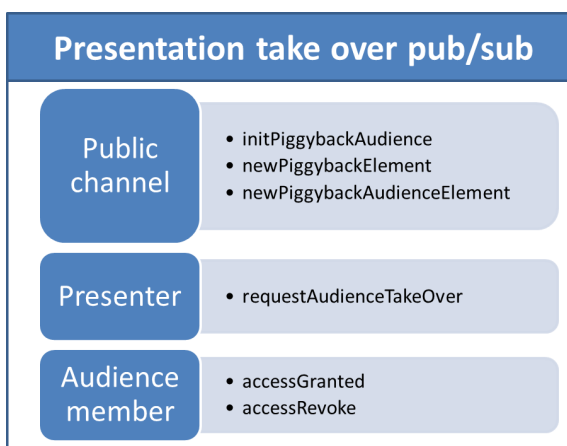 Presentation take over pub/sub
Public
channel
• initPiggybackAudience
• newPiggybackElement
• newPiggybackAudienceElement
Presenter
• requestAudienceTakeOver
Audience
member
• accessGranted
• accessRevoke